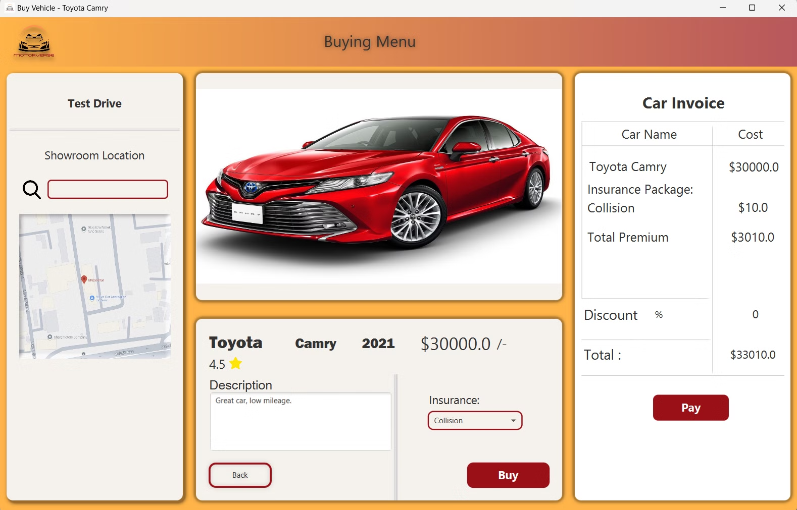 Buy Vehicle - Toyota Camry
Buying Menu
Test Drive
Showroom Location
Toyota Camry 2021 $30000.0 /-
4.5
Description
Great car, low mileage.
Insurance:
Collision
Back
Buy
Car Invoice
Car Name Cost
Toyota Camry $30000.0
Insurance Package:
Collision $10.0
Total Premium $3010.0
Discount % 0
Total : $33010.0
Pay